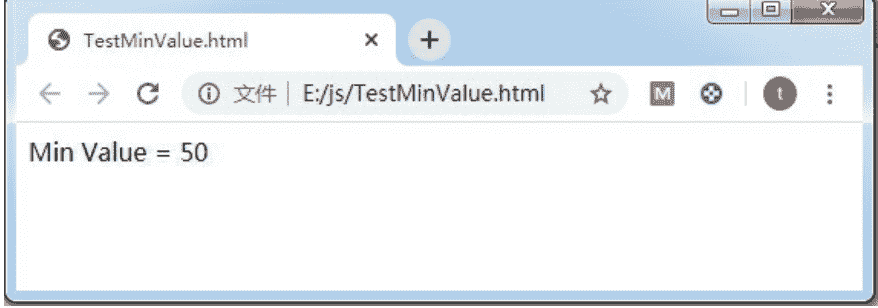 TestMinValue.html
文件 E:/js/TestMinValue.html M t
Min Value = 50